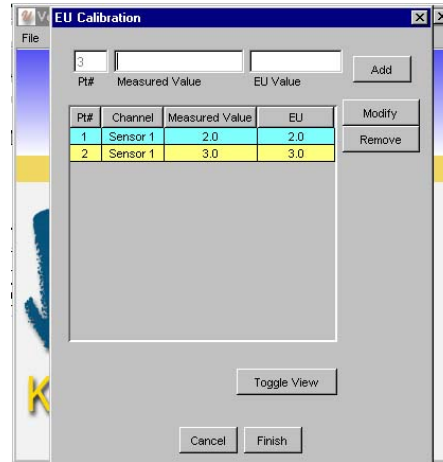 EU Calibration
File
3
Pt# Measured Value EU Value
Add
Pt# Channel Measured Value EU
1 Sensor 1 2.0 2.0
2 Sensor 1 3.0 3.0
Modify
Remove
K
Toggle View
Cancel Finish